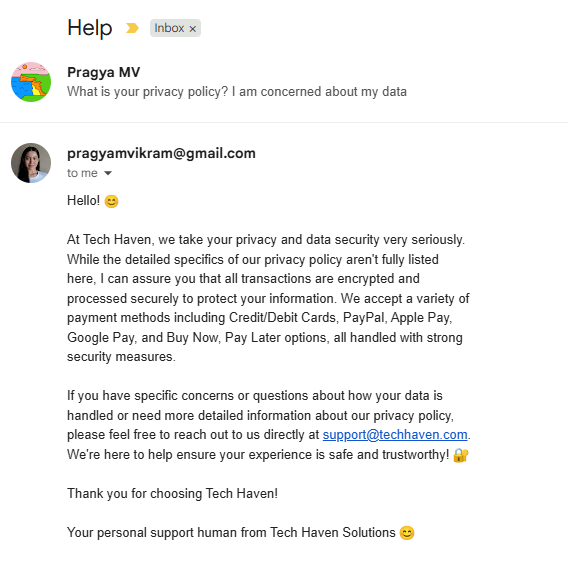 Help
Inbox ×
Pragya MV
What is your privacy policy? I am concerned about my data
pragyamvikram@gmail.com
to me
Hello! 😊
At Tech Haven, we take your privacy and data security very seriously.
While the detailed specifics of our privacy policy aren't fully listed
here, I can assure you that all transactions are encrypted and
processed securely to protect your information. We accept a variety of
payment methods including Credit/Debit Cards, PayPal, Apple Pay,
Google Pay, and Buy Now, Pay Later options, all handled with strong
security measures.
If you have specific concerns or questions about how your data is
handled or need more detailed information about our privacy policy,
please feel free to reach out to us directly at support@techhaven.com.
We're here to help ensure your experience is safe and trustworthy! 🔐
Thank you for choosing Tech Haven!
Your personal support human from Tech Haven Solutions 😊